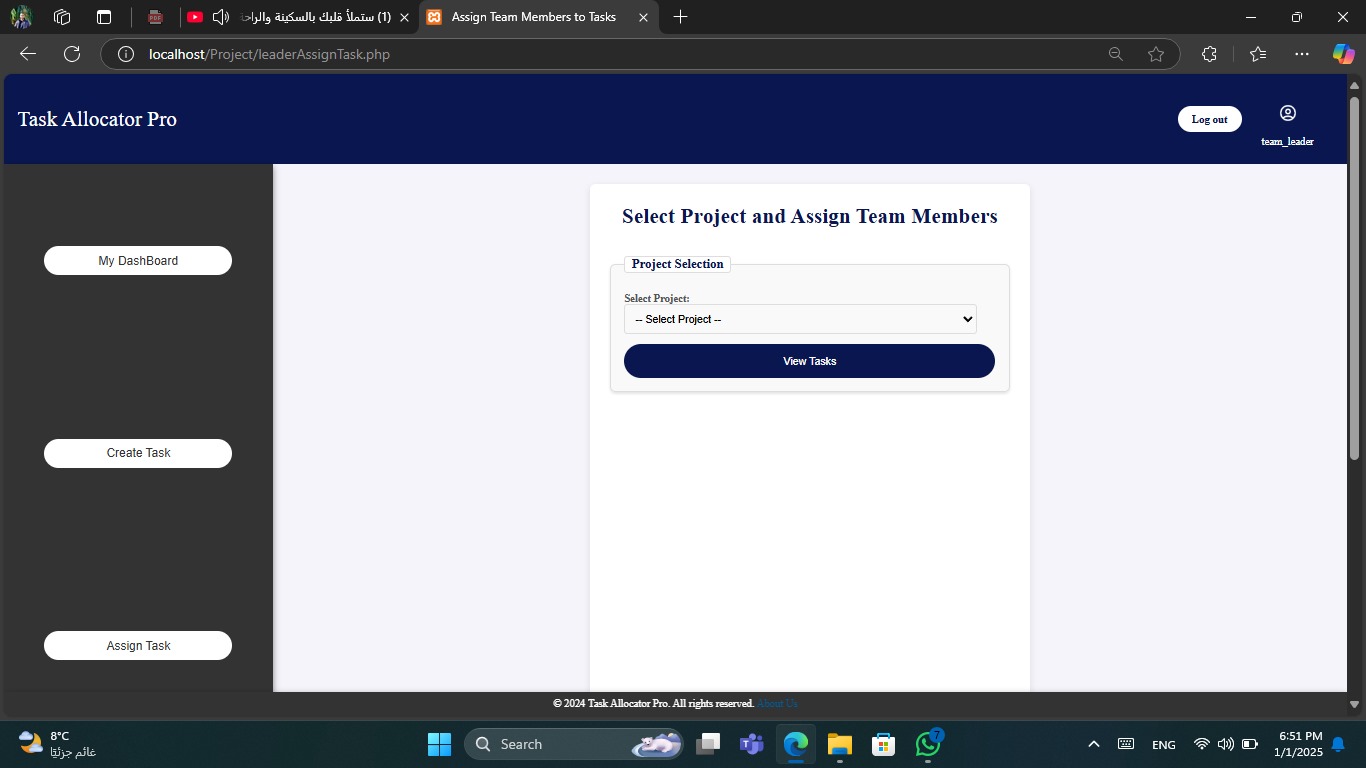 (1) ستملأ قلبك بالسكينة والراحة
Assign Team Members to Tasks
localhost/Project/leaderAssignTask.php
Task Allocator Pro
Log out
team_leader
My DashBoard
Create Task
Assign Task
Select Project and Assign Team Members
Project Selection
Select Project:
-- Select Project --
View Tasks
© 2024 Task Allocator Pro. All rights reserved. About Us
8°C
غائم جزئيًا
Search
7
ENG
6:51 PM
1/1/2025